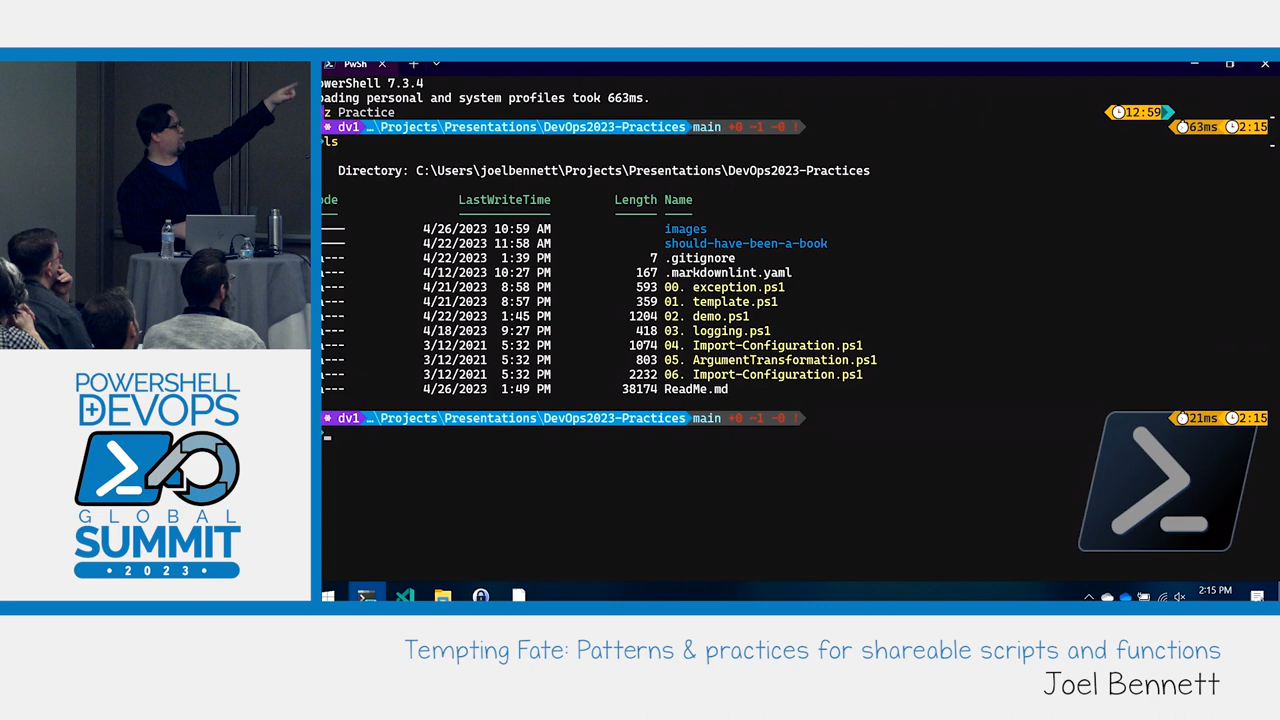 PwSh
owerShell 7.3.4
oading personal and system profiles took 663ms.
z Practice
12:59
* dv1 …\Projects\Presentations\DevOps2023-Practices main +0 ~1 -0 !
63ms 2:15
ls
Directory: C:\Users\joelbennett\Projects\Presentations\DevOps2023-Practices
ode LastWriteTime Length Name
4/26/2023 10:59 AM images
4/22/2023 11:58 AM should-have-been-a-book
--- 4/22/2023 1:39 PM 7 .gitignore
--- 4/12/2023 10:27 PM 167 .markdownlint.yaml
--- 4/21/2023 8:58 PM 593 00. exception.ps1
--- 4/21/2023 8:57 PM 359 01. template.ps1
--- 4/22/2023 1:45 PM 1204 02. demo.ps1
--- 4/18/2023 9:27 PM 418 03. logging.ps1
--- 3/12/2021 5:32 PM 1074 04. Import-Configuration.ps1
--- 3/12/2021 5:32 PM 803 05. ArgumentTransformation.ps1
--- 3/12/2021 5:32 PM 2232 06. Import-Configuration.ps1
--- 4/26/2023 1:49 PM 38174 ReadMe.md
* dv1 …\Projects\Presentations\DevOps2023-Practices main +0 ~1 -0 !
21ms 2:15
2:15 PM
POWERSHELL
+DEVOPS
GLOBAL
SUMMIT
• 2023 •
Tempting Fate: Patterns & practices for shareable scripts and functions
Joel Bennett